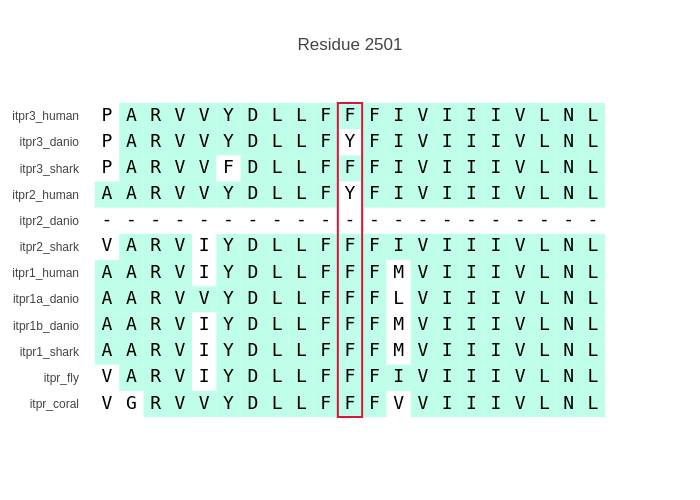 Residue 2501
itpr3_human P A R V V Y D L L F F F I V I I I V L N L
itpr3_danio P A R V V Y D L L F Y F I V I I I V L N L
itpr3_shark P A R V V F D L L F F F I V I I I V L N L
itpr2_human A A R V V Y D L L F Y F I V I I I V L N L
itpr2_danio - - - - - - - - - - - - - - - - - - - - -
itpr2_shark V A R V I Y D L L F F F I V I I I V L N L
itpr1_human A A R V I Y D L L F F F M V I I I V L N L
itpr1a_danio A A R V V Y D L L F F F L V I I I V L N L
itpr1b_danio A A R V I Y D L L F F F M V I I I V L N L
itpr1_shark A A R V I Y D L L F F F M V I I I V L N L
itpr_fly V A R V I Y D L L F F F I V I I I V L N L
itpr_coral V G R V V Y D L L F F F V V I I I V L N L